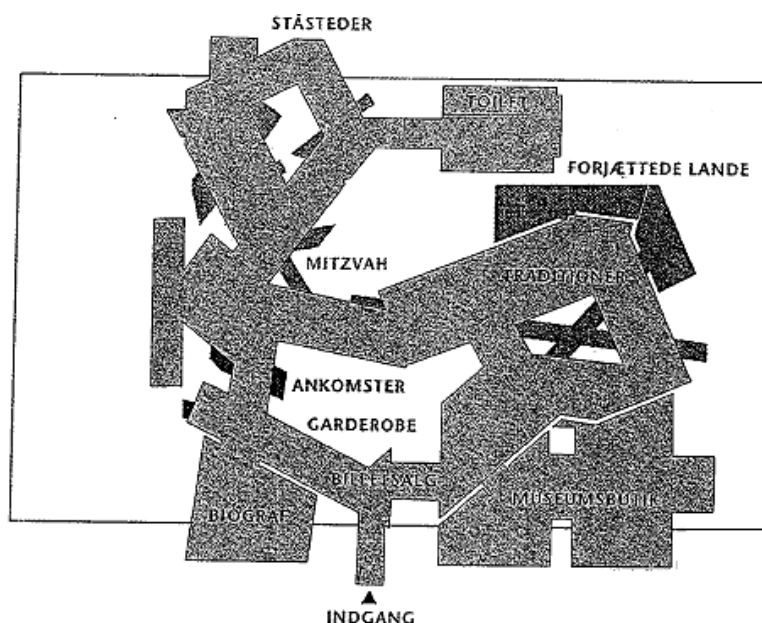 STÅSTEDER
TOILET
FORJÆTTEDE LANDE
MITZVAH
TRADITIONER
ANKOMSTER
GARDEROBE
BILLETSALG
BIOGRAF
MUSEUMSBUTIK
INDGANG